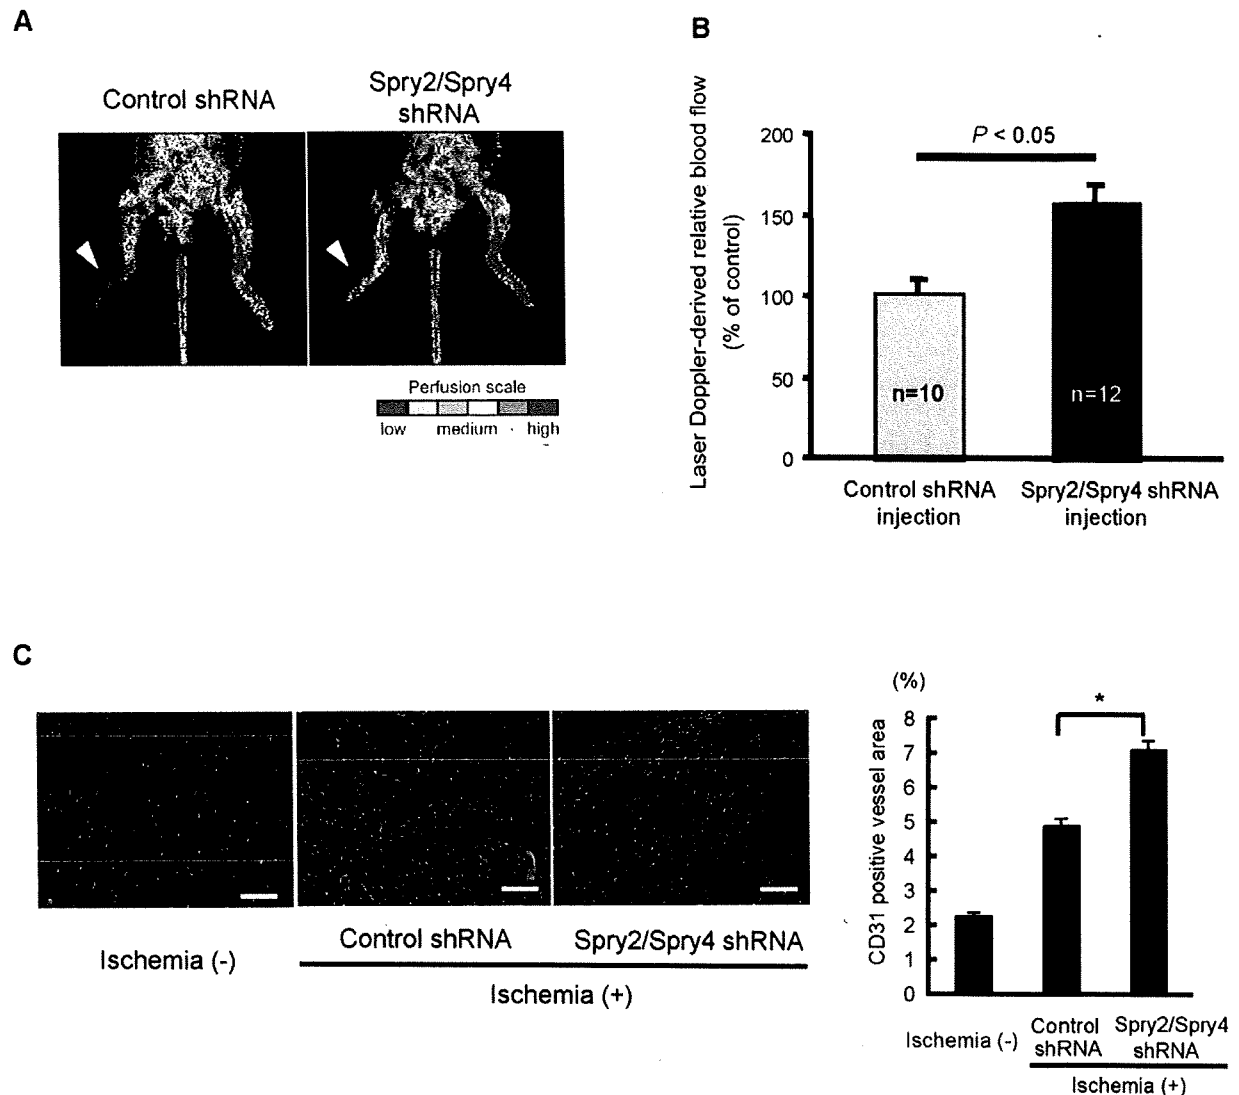 A
Control shRNA
Spry2/Spry4
shRNA
Perfusion scale
low medium high
B
Laser Doppler-derived relative blood flow
(% of control)
200
150
100
50
0
P < 0.05
n=10
n=12
Control shRNA
injection
Spry2/Spry4 shRNA
injection
C
Ischemia (-)
Control shRNA
Spry2/Spry4 shRNA
Ischemia (+)
(%)
CD31 positive vessel area
8
7
6
5
4
3
2
1
0
*
Ischemia (-)
Control
shRNA
Spry2/Spry4
shRNA
Ischemia (+)